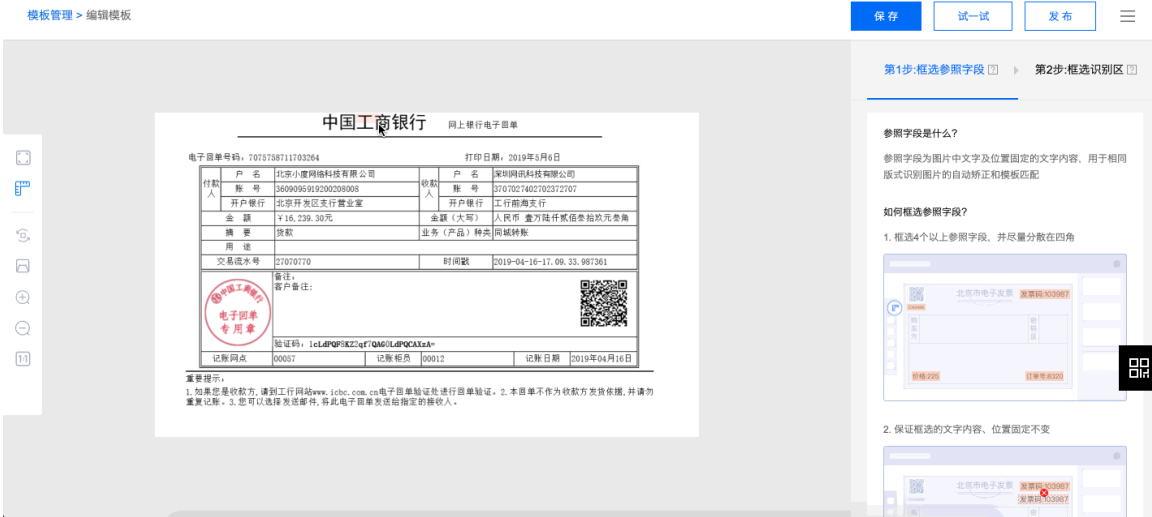 模板管理 > 编辑模板
保存 试一试 发布
第1步:框选参照字段 ? 第2步:框选识别区 ?
中国工商银行 网上银行电子回单
电子回单号码：7075758711703264 打印日期：2019年5月6日
付款人 户 名 北京小度网络科技有限公司 收款人 户 名 深圳网讯科技有限公司
账 号 3609095919200208008 账 号 3707027402702372707
开户银行 北京开发区支行营业室 开户银行 工行前海支行
金 额 ￥16,239.30元 金额（大写） 人民币 壹万陆仟贰佰叁拾玖元叁角
摘 要 货款 业务（产品）种类 同城转账
用 途
交易流水号 27070770 时间戳 2019-04-16-17.09.33.987361
备注：
客户备注：
中国工商银行
电子回单
专用章
验证码：1cLdPQFSKZ2qf7QAGOLdPQCAXzA=
记账网点 00057 记账柜员 00012 记账日期 2019年04月16日
重要提示：
1.如果您是收款方,请到工行网站www.icbc.com.cn电子回单验证处进行回单验证。2.本回单不作为收款方发货依据,并请勿
重复记账。3.您可以选择发送邮件,将此电子回单发送给指定的接收人。
1:1
参照字段是什么？
参照字段为图片中文字及位置固定的文字内容、用于相同
版式识别图片的自动矫正和模板匹配
如何框选参照字段？
1. 框选4个以上参照字段、并尽量分散在四角
北京市电子发票 发票码:103987
购买方 密码区
价格:225 订单号:8320
2. 保证框选的文字内容、位置固定不变
北京市电子发票 发票码:103987
发票码:103987